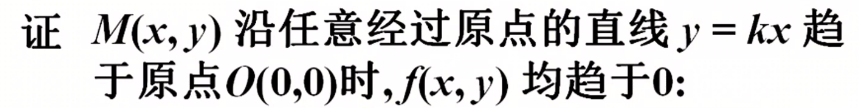 证 M(x, y) 沿任意经过原点的直线 y = kx 趋
于原点O(0,0)时, f(x, y) 均趋于0: